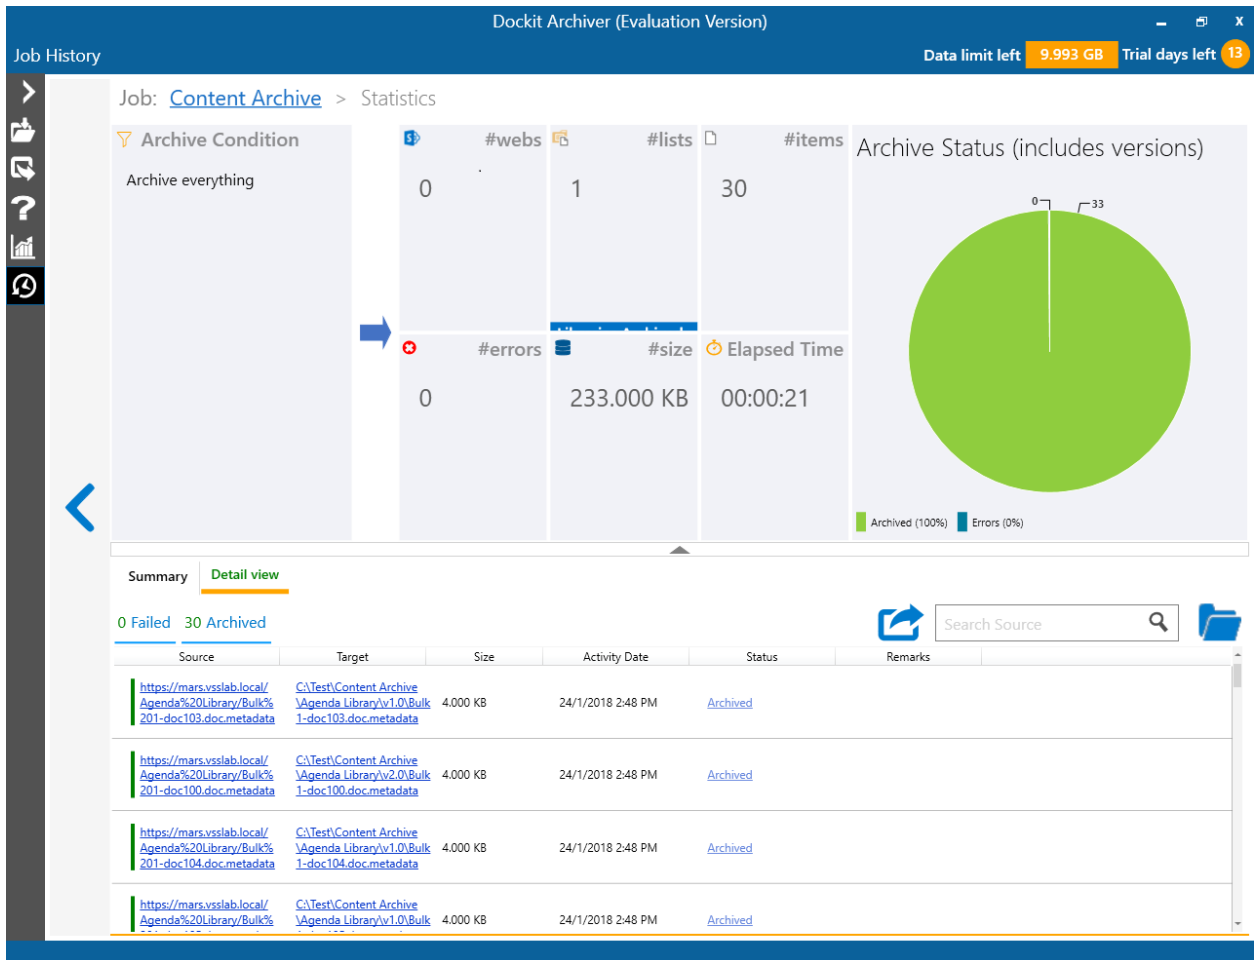 Dockit Archiver (Evaluation Version)
x
Job History
Data limit left 9.993 GB Trial days left 13
Job: Content Archive > Statistics
Archive Condition
Archive everything
#webs
0
#lists
1
#items
30
#errors
0
#size
233.000 KB
Elapsed Time
00:00:21
Archive Status (includes versions)
0 33
Archived (100%) Errors (0%)
Summary Detail view
0 Failed 30 Archived
Search Source
Source Target Size Activity Date Status Remarks
https://mars.vsslab.local/
Agenda%20Library/Bulk%
201-doc103.doc.metadata
C:\Test\Content Archive
\Agenda Library\v1.0\Bulk
1-doc103.doc.metadata
4.000 KB 24/1/2018 2:48 PM Archived
https://mars.vsslab.local/
Agenda%20Library/Bulk%
201-doc100.doc.metadata
C:\Test\Content Archive
\Agenda Library\v2.0\Bulk
1-doc100.doc.metadata
4.000 KB 24/1/2018 2:48 PM Archived
https://mars.vsslab.local/
Agenda%20Library/Bulk%
201-doc104.doc.metadata
C:\Test\Content Archive
\Agenda Library\v1.0\Bulk
1-doc104.doc.metadata
4.000 KB 24/1/2018 2:48 PM Archived
https://mars.vsslab.local/
Agenda%20Library/Bulk%
C:\Test\Content Archive
\Agenda Library\v1.0\Bulk
4.000 KB 24/1/2018 2:48 PM Archived